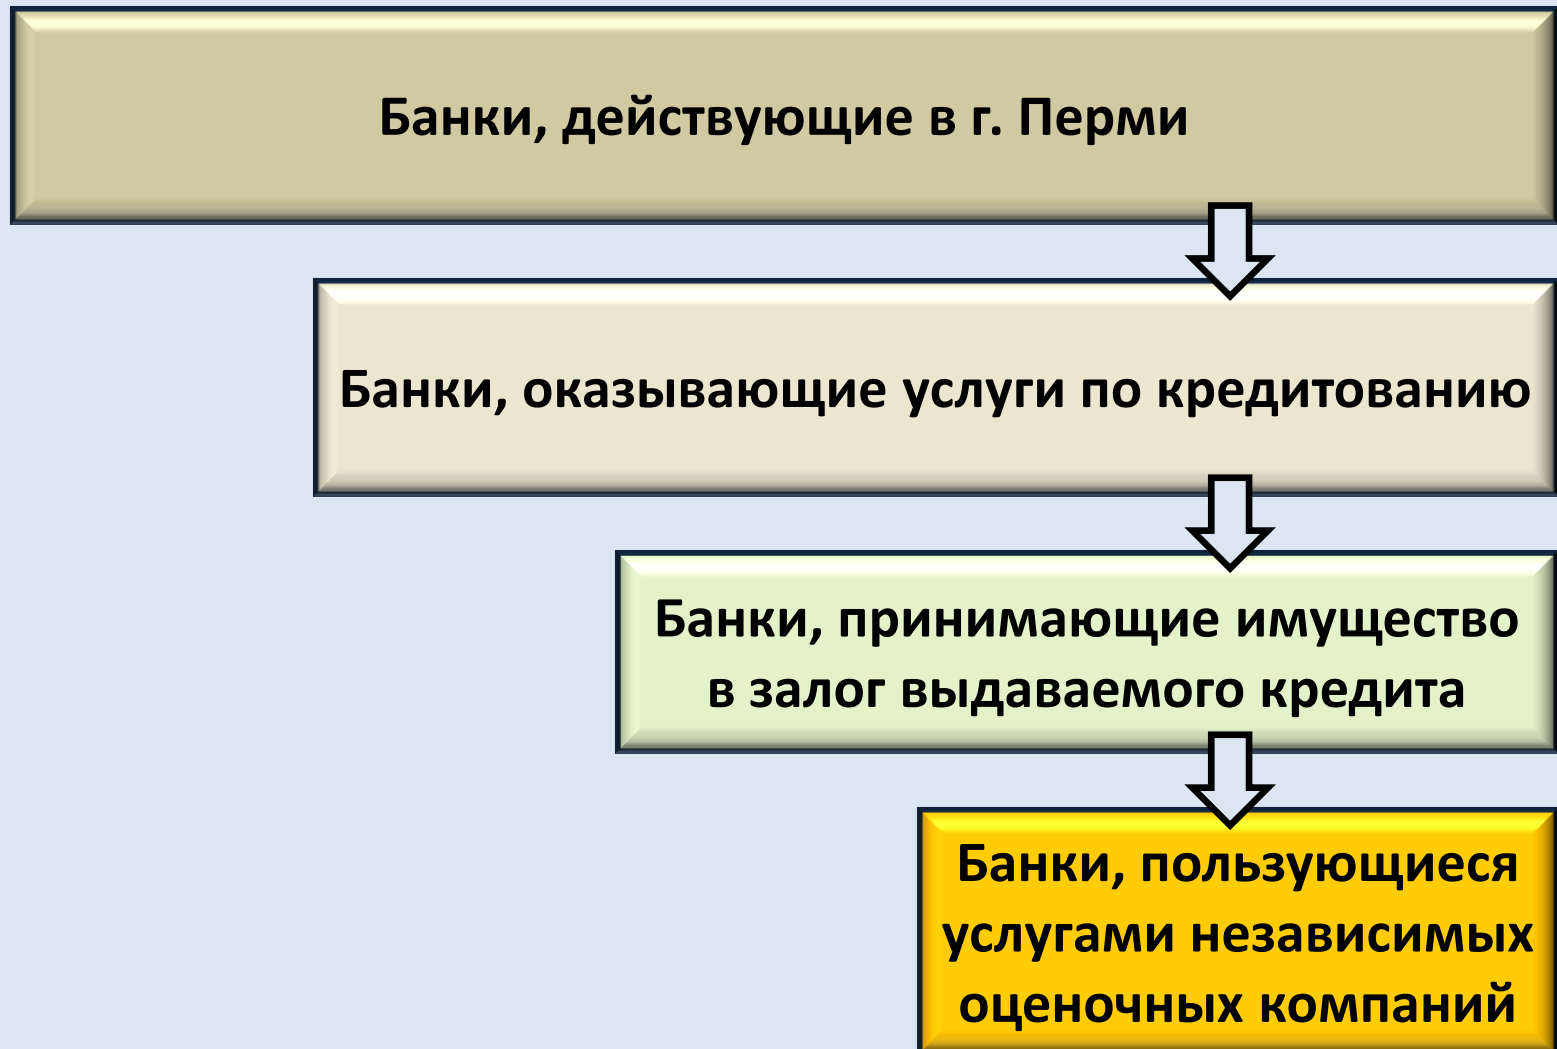 Банки, действующие в г. Перми
Банки, оказывающие услуги по кредитованию
Банки, принимающие имущество
в залог выдаваемого кредита
Банки, пользующиеся
услугами независимых
оценочных компаний